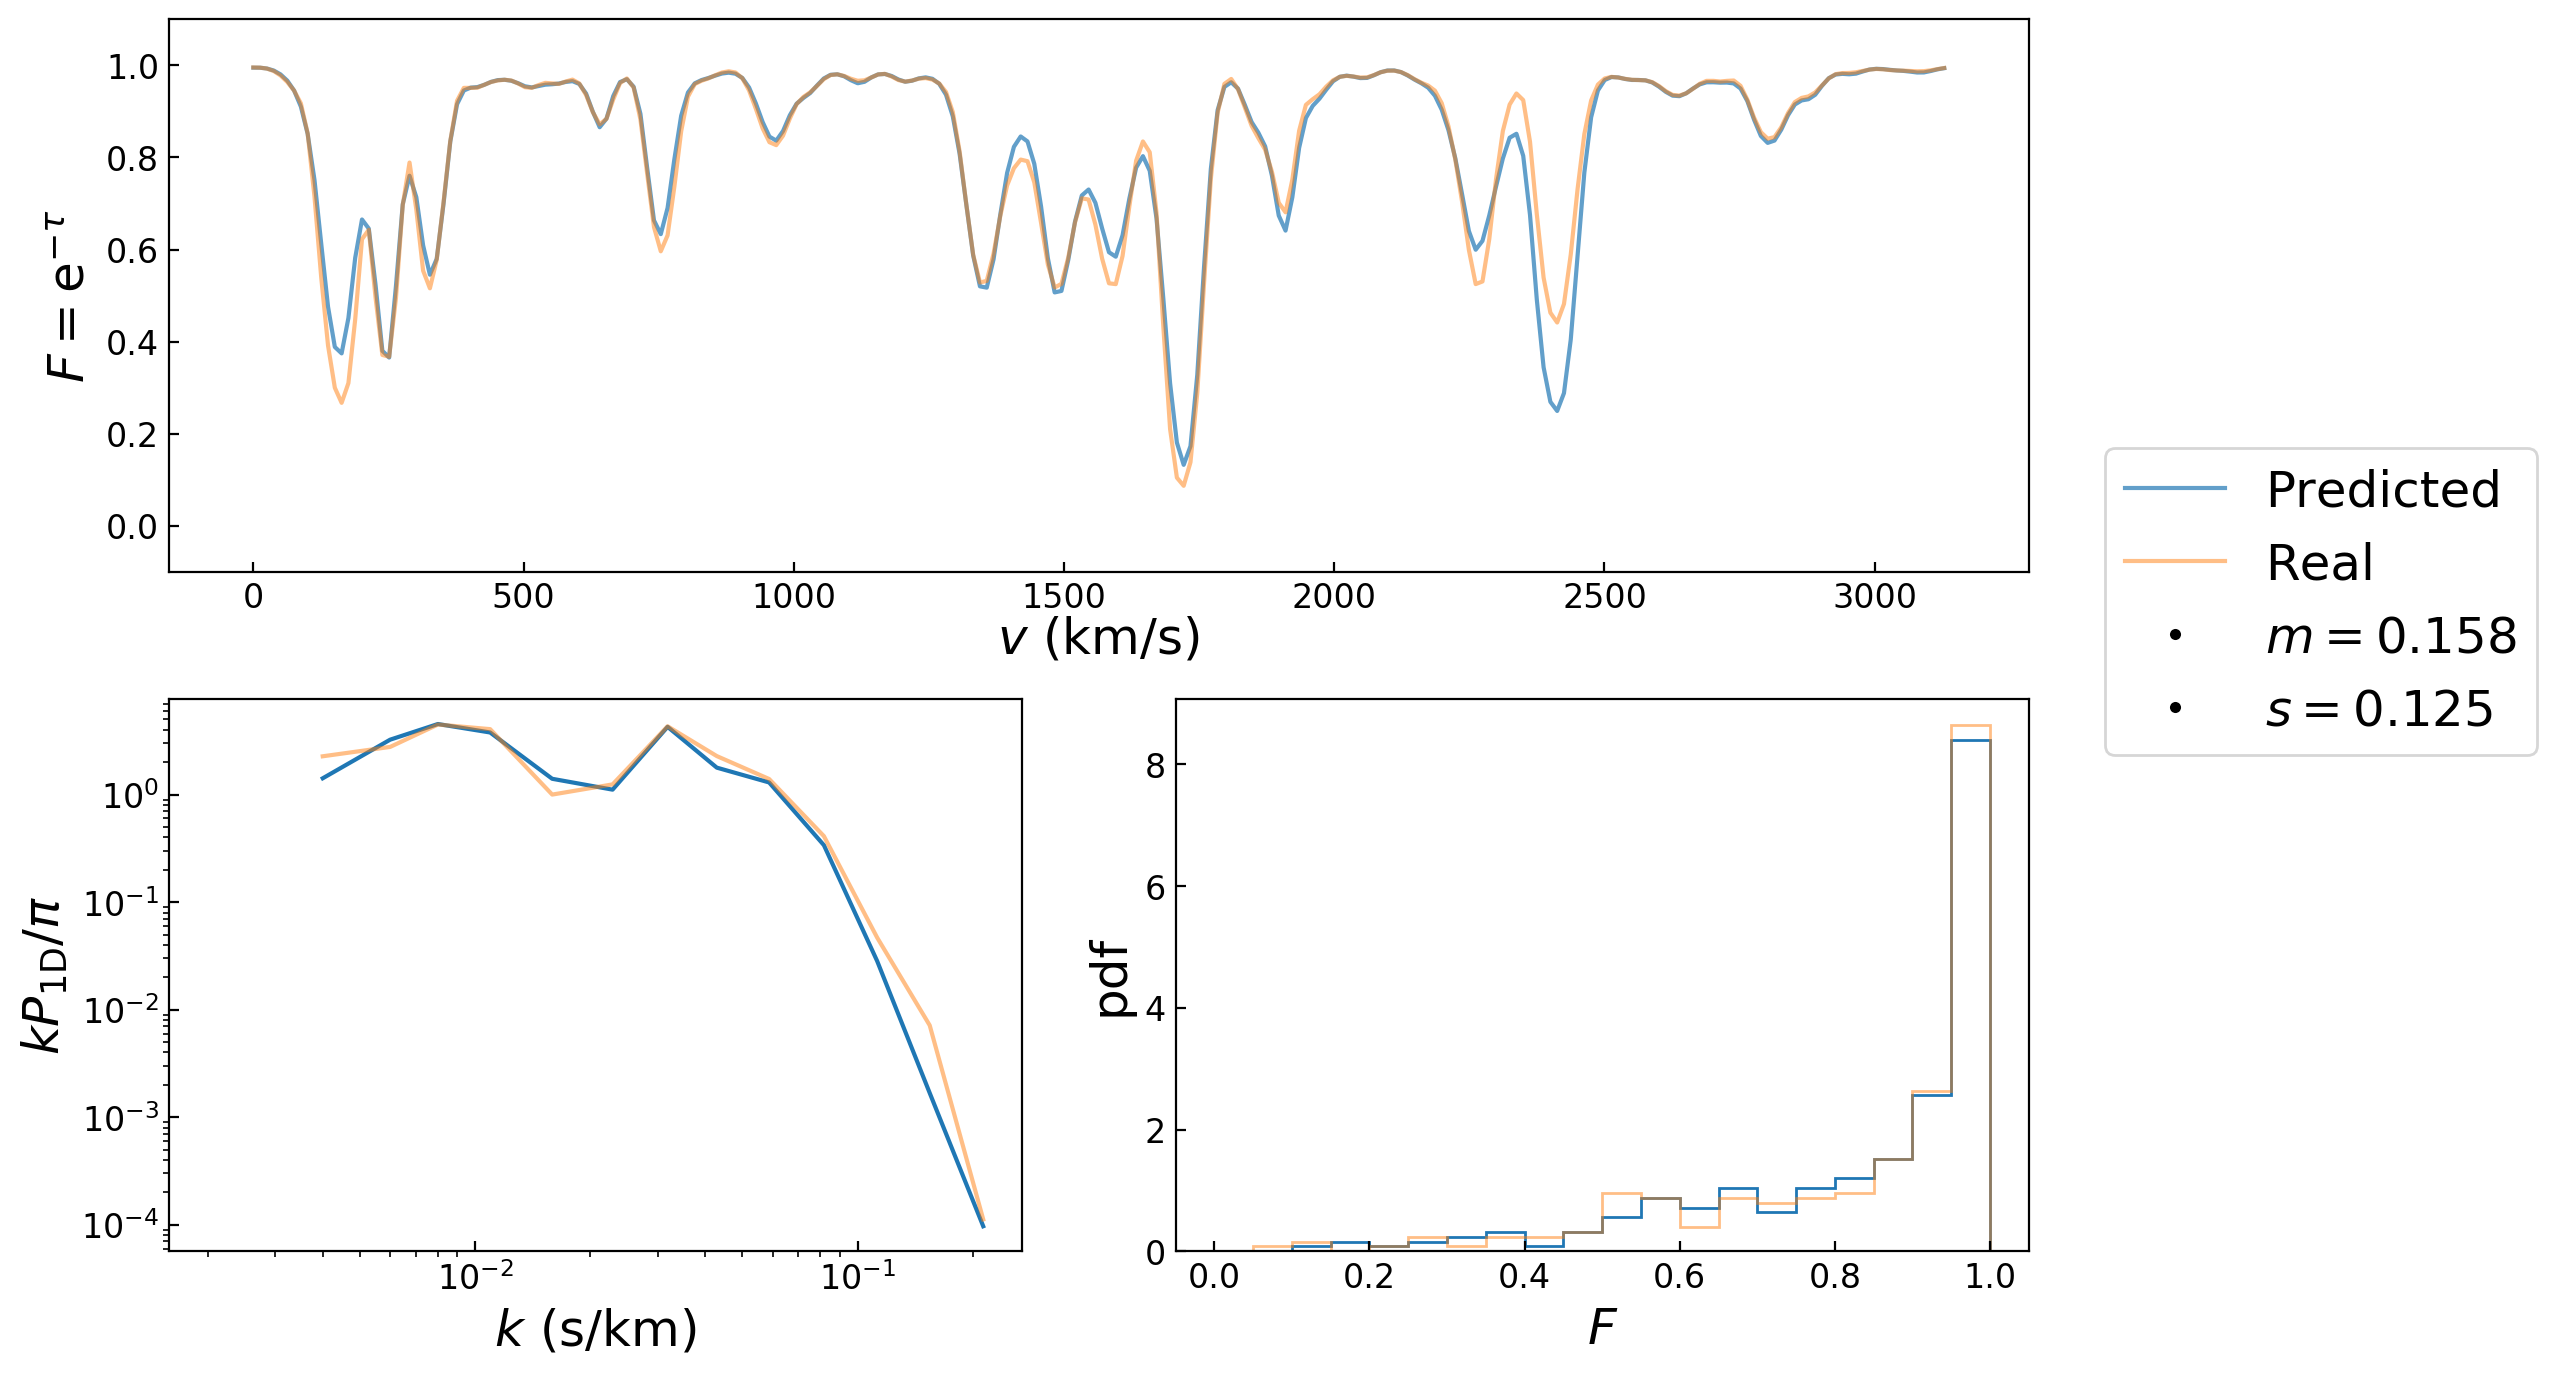 1.0
0.8
0.6
0.4
0.2
0.0
F = e^{−τ}
0 500 1000 1500 2000 2500 3000
v (km/s)
Predicted
Real
m = 0.158
s = 0.125
10^0
10^{−1}
10^{−2}
10^{−3}
10^{−4}
kP_{1D}/π
10^{−2} 10^{−1}
k (s/km)
8
6
4
2
0
pdf
0.0 0.2 0.4 0.6 0.8 1.0
F